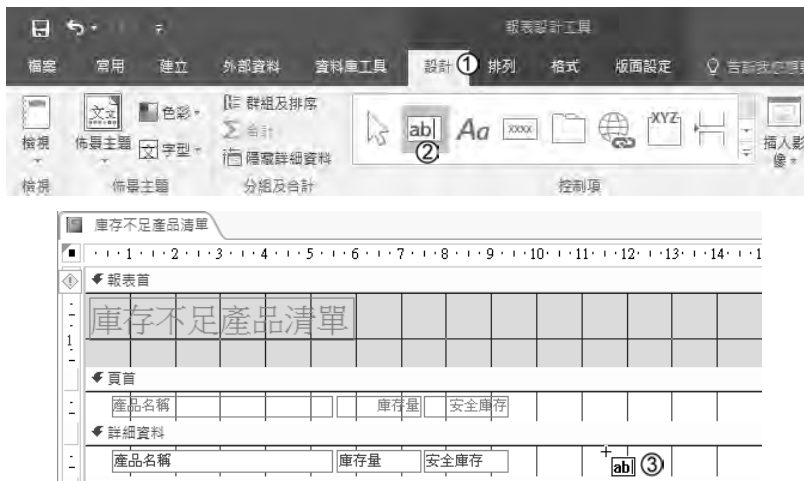 報表設計工具
檔案 常用 建立 外部資料 資料庫工具 設計 ① 排列 格式 版面設定
檢視 文文 佈景主題 色彩 文 字型 群組及排序 Σ 合計 隱藏詳細資料 ab| ② Aa xxxx XYZ 插入影像
檢視 佈景主題 分組及合計 控制項
庫存不足產品清單
1 2 3 4 5 6 7 8 9 10 11 12 13 14 1
報表首
庫存不足產品清單
1
頁首
產品名稱 庫存量 安全庫存
詳細資料
產品名稱 庫存量 安全庫存 ab| ③